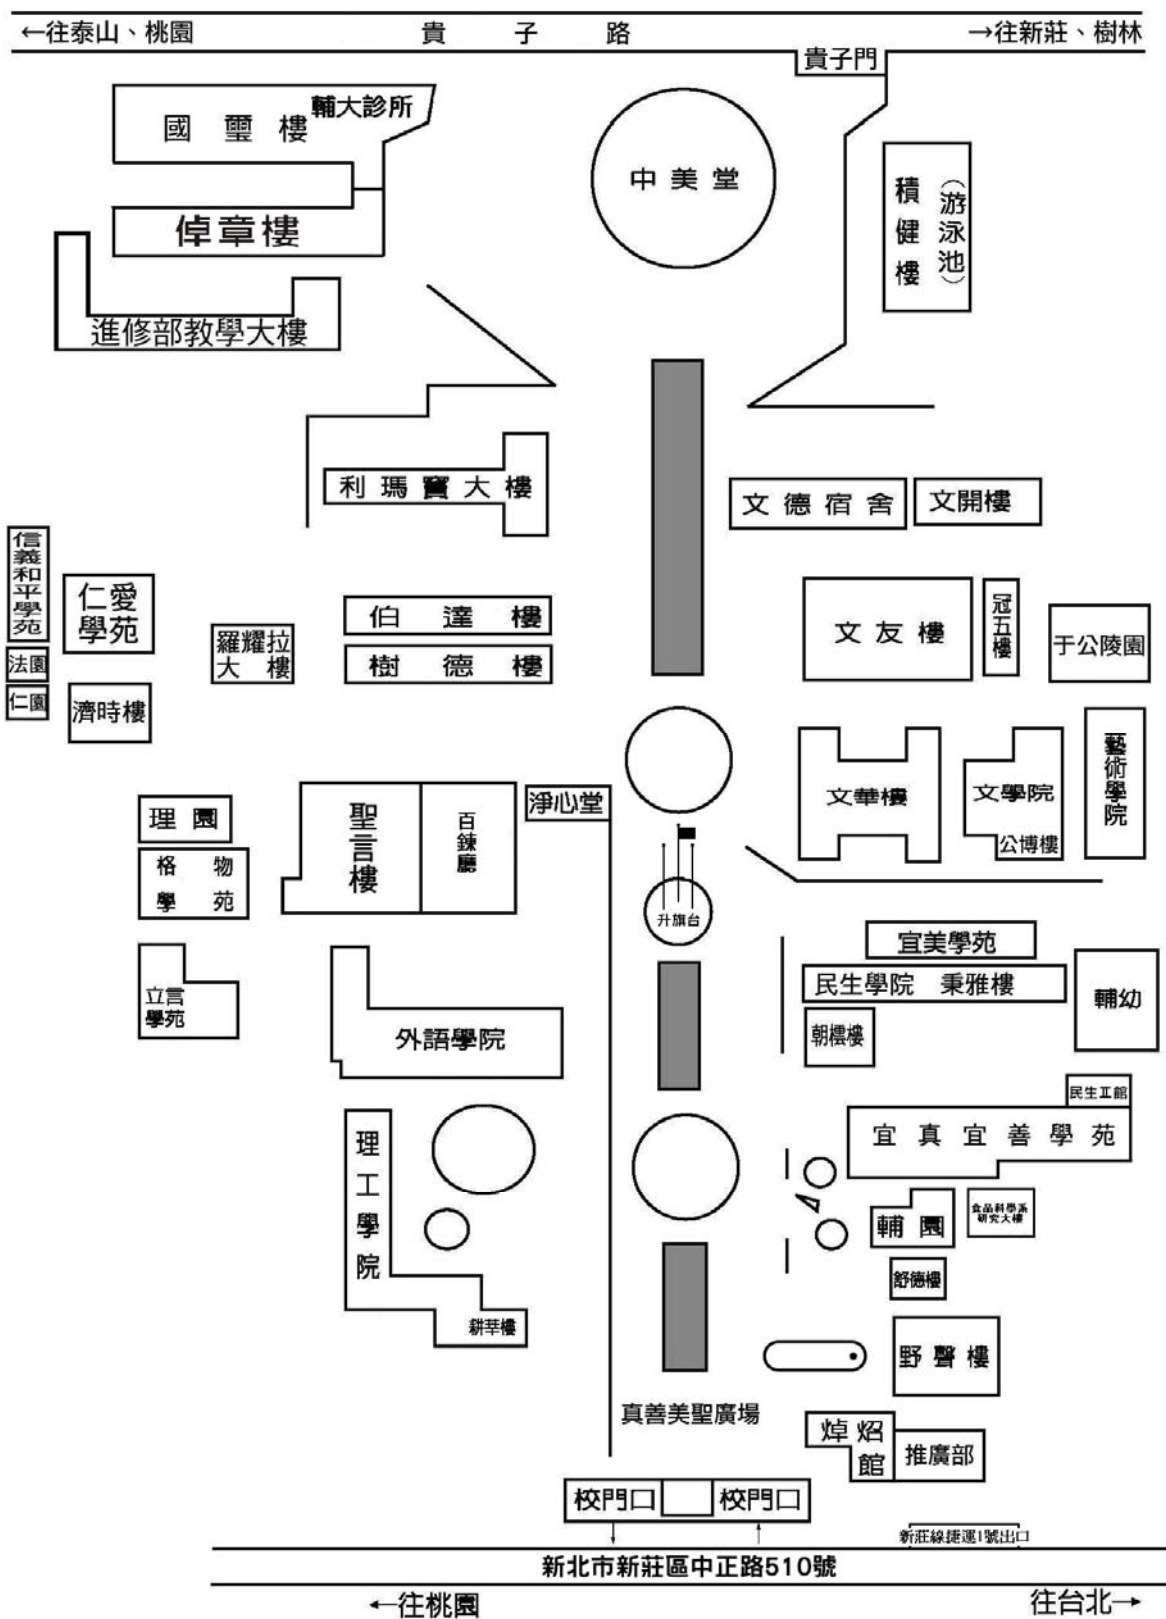 ←往泰山、桃園
貴子路
→往新莊、樹林
貴子門
輔大診所
國璽樓
中美堂
積健樓
（游泳池）
倬章樓
進修部教學大樓
利瑪竇大樓
文德宿舍
文開樓
信義和平學苑
仁愛
學苑
伯達樓
文友樓
冠五樓
于公陵園
羅耀拉
大樓
法園
樹德樓
仁園
濟時樓
藝術學院
淨心堂
文華樓
文學院
理園
聖言樓
百鍊廳
公博樓
格物
學苑
升旗台
宜美學苑
民生學院 秉雅樓
輔幼
立言
學苑
外語學院
朝橒樓
民生II館
理工學院
宜真宜善學苑
輔園
食品科學系
研究大樓
舒德樓
耕莘樓
野聲樓
真善美聖廣場
焯炤
館
推廣部
校門口
校門口
新莊線捷運1號出口
新北市新莊區中正路510號
←往桃園
往台北→